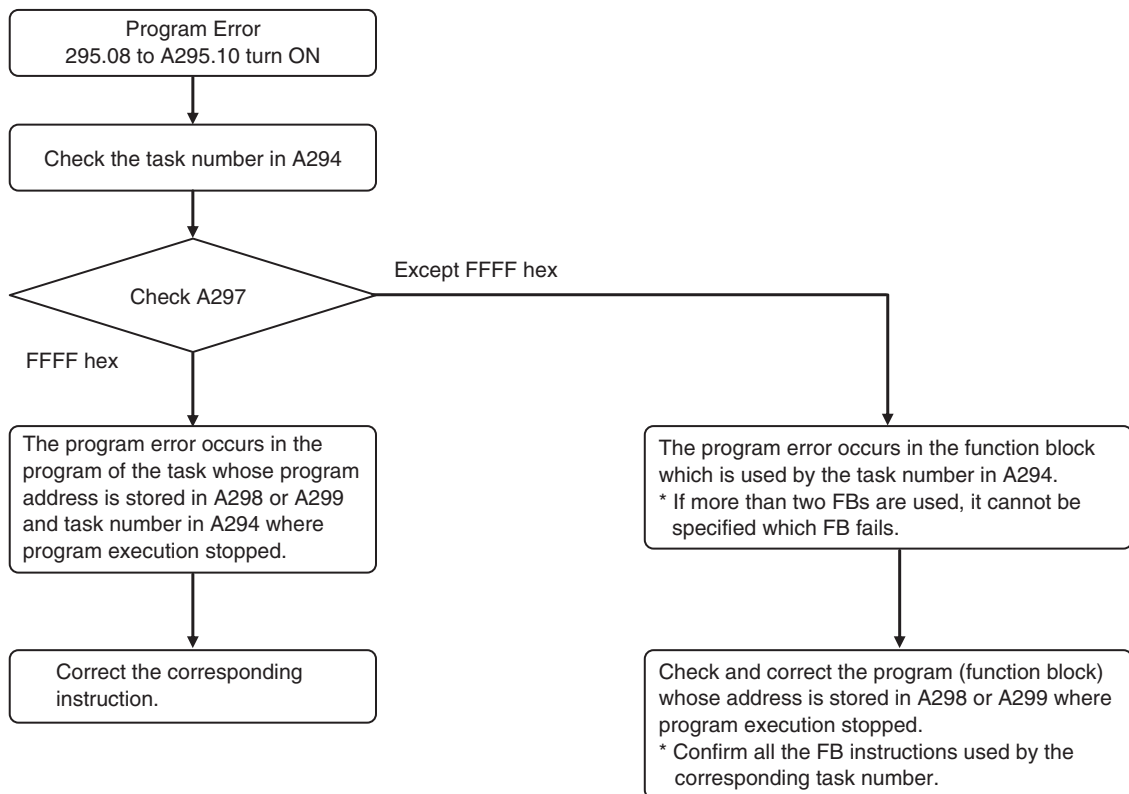 Program Error
295.08 to A295.10 turn ON
Check the task number in A294
Check A297
Except FFFF hex
FFFF hex
The program error occurs in the
program of the task whose program
address is stored in A298 or A299
and task number in A294 where
program execution stopped.
Correct the corresponding
instruction.
The program error occurs in the function block
which is used by the task number in A294.
* If more than two FBs are used, it cannot be
specified which FB fails.
Check and correct the program (function block)
whose address is stored in A298 or A299 where
program execution stopped.
* Confirm all the FB instructions used by the
corresponding task number.